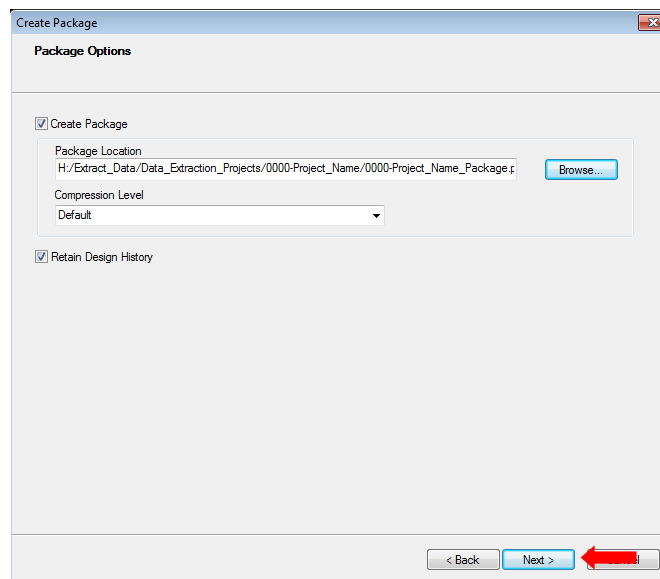 Create Package
Package Options
Create Package
Package Location
H:/Extract_Data/Data_Extraction_Projects/0000-Project_Name/0000-Project_Name_Package.p
Browse...
Compression Level
Default
Retain Design History
< Back
Next >